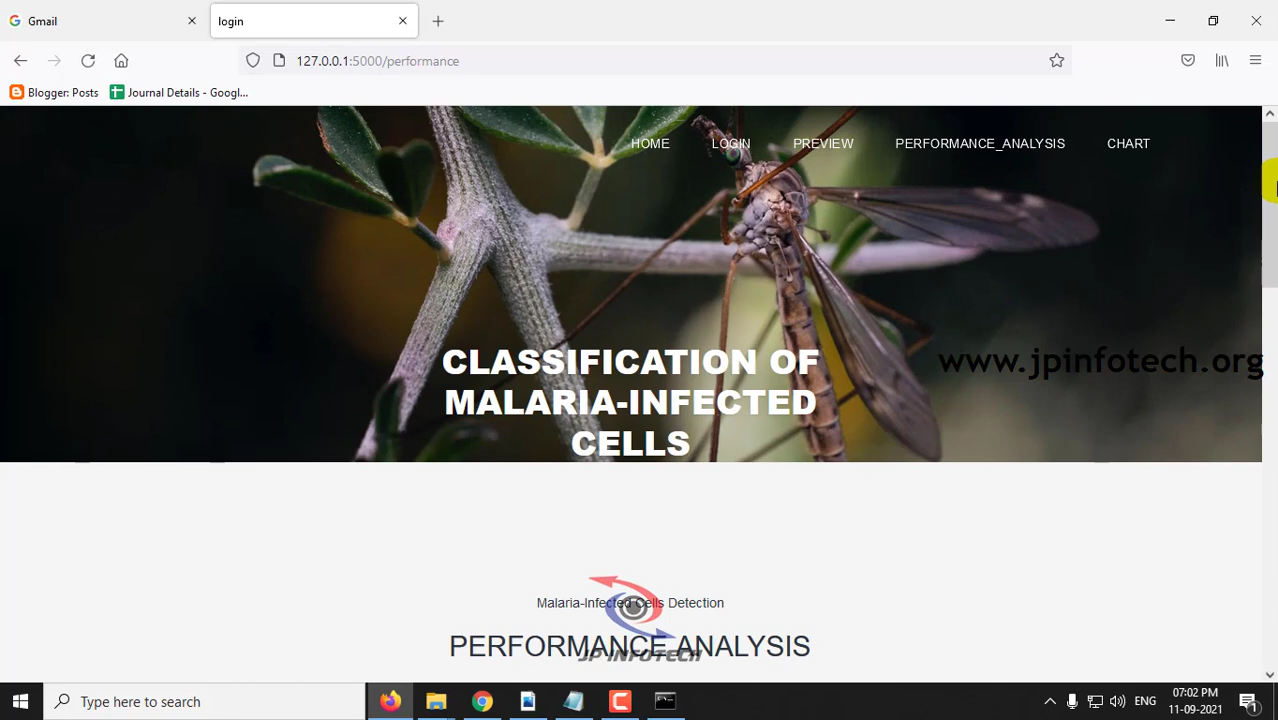 Gmail
login
127.0.0.1:5000/performance
Blogger: Posts
Journal Details - Googl...
HOME
LOGIN
PREVIEW
PERFORMANCE_ANALYSIS
CHART
CLASSIFICATION OF
MALARIA-INFECTED
CELLS
www.jpinfotech.org
Malaria-Infected Cells Detection
PERFORMANCE ANALYSIS
JP INFOTECH
Type here to search
ENG
07:02 PM
11-09-2021
1